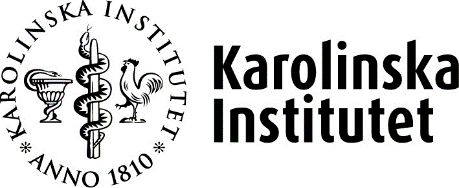 KAROLINSKA INSTITUTET
* ANNO 1810 *
Karolinska
Institutet